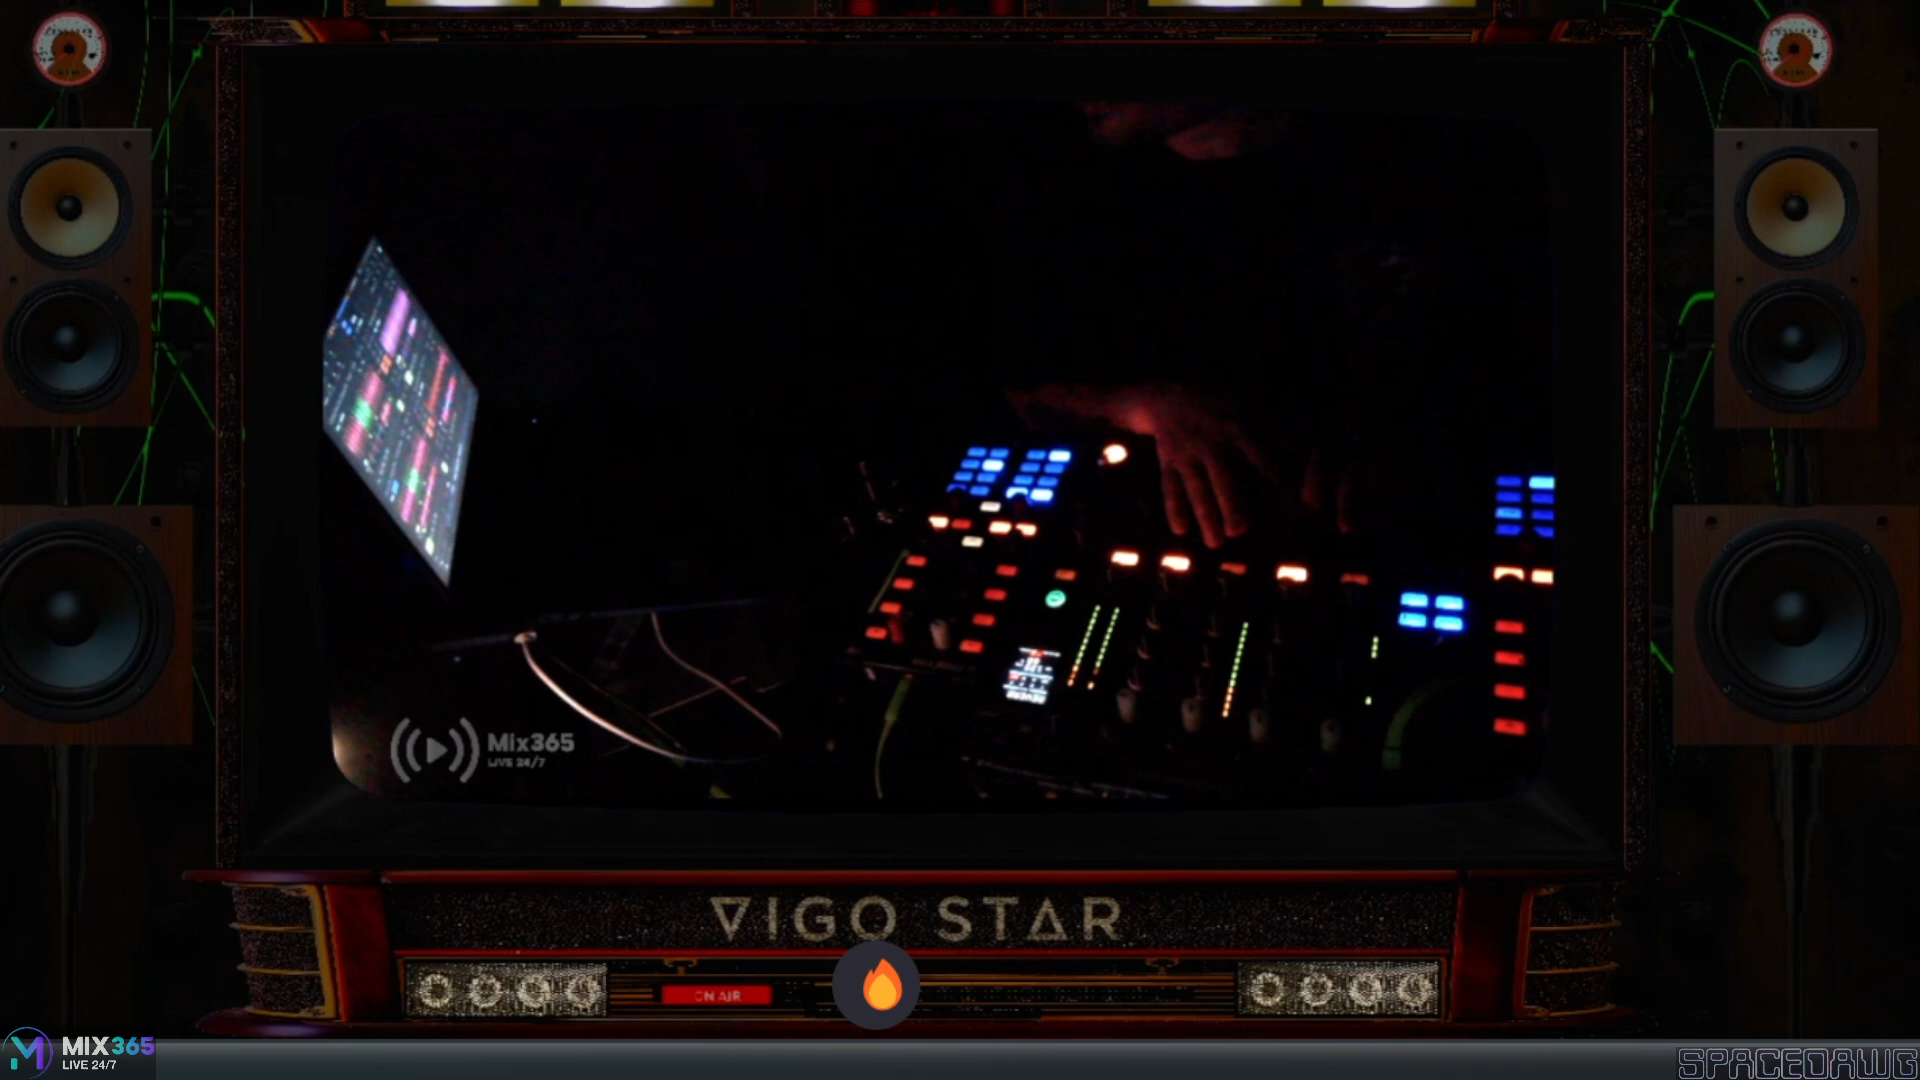 Mix365
LIVE 24/7
VIGO STAR
ON AIR
MIX365
LIVE 24/7
SPACEDAWG